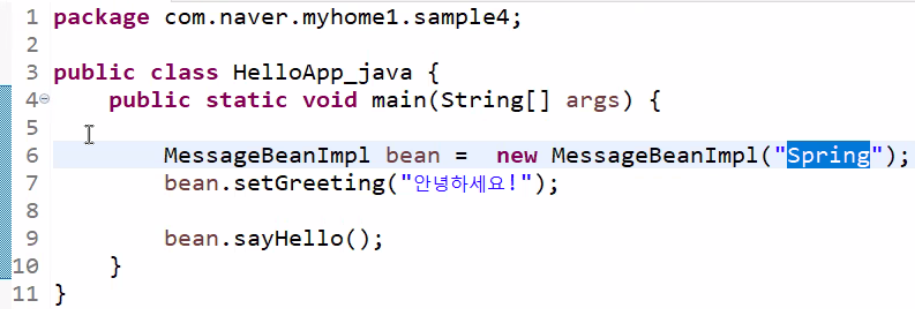 1 package com.naver.myhome1.sample4;
2
3 public class HelloApp_java {
4 public static void main(String[] args) {
5
6 MessageBeanImpl bean =  new MessageBeanImpl("Spring");
7 bean.setGreeting("안녕하세요!");
8
9 bean.sayHello();
10 }
11 }